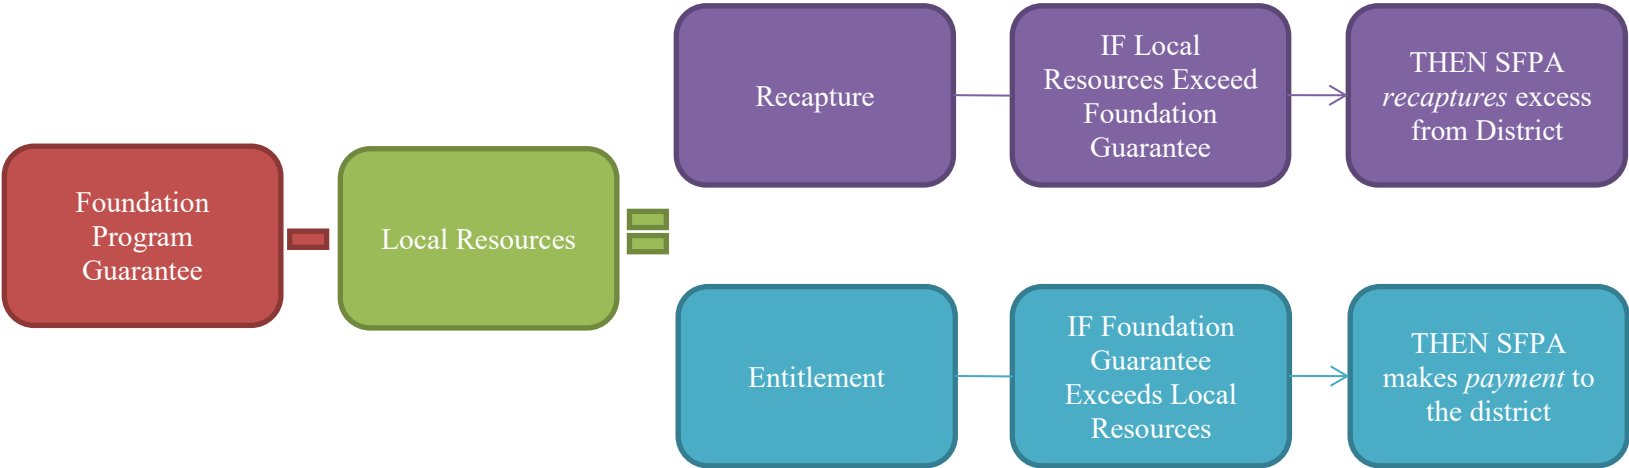 Foundation
Program
Guarantee
Local Resources
Recapture
IF Local
Resources Exceed
Foundation
Guarantee
THEN SFPA
recaptures excess
from District
Entitlement
IF Foundation
Guarantee
Exceeds Local
Resources
THEN SFPA
makes payment to
the district